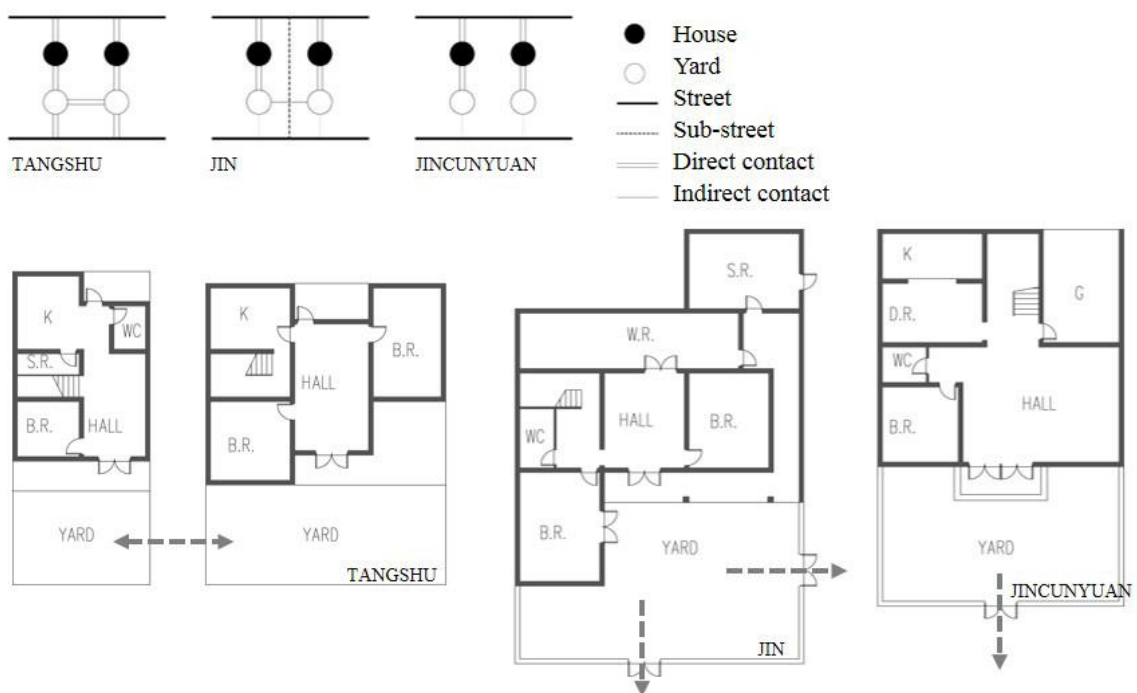 TANGSHU
JIN
JINCUNYUAN
House
Yard
Street
Sub-street
Direct contact
Indirect contact
K
WC
S.R.
B.R.
HALL
YARD
K
B.R.
HALL
B.R.
YARD
TANGSHU
S.R.
W.R.
WC
HALL
B.R.
B.R.
YARD
JIN
K
D.R.
G
WC
HALL
B.R.
YARD
JINCUNYUAN